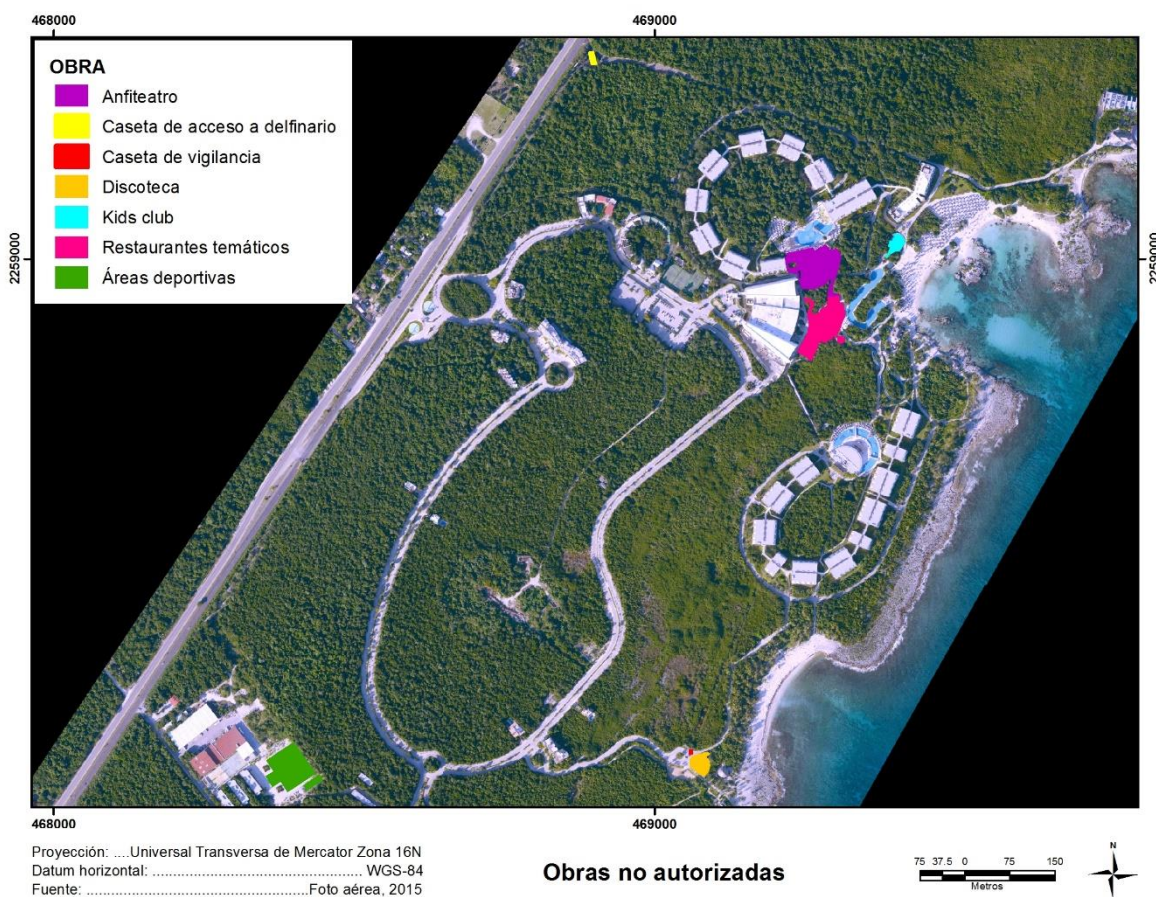 468000
469000
OBRA
Anfiteatro
Caseta de acceso a delfinario
Caseta de vigilancia
Discoteca
Kids club
Restaurantes temáticos
Áreas deportivas
2259000
2259000
468000
469000
Proyección: ....Universal Transversa de Mercator Zona 16N
Datum horizontal: ................................................ WGS-84
Fuente: ..................................................Foto aérea, 2015
Obras no autorizadas
75 37.5 0 75 150
Metros
N